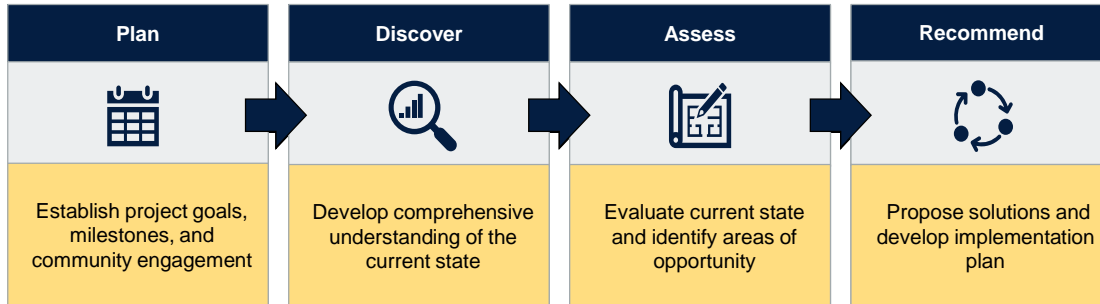 Plan
Discover
Assess
Recommend
Establish project goals,
milestones, and
community engagement
Develop comprehensive
understanding of the
current state
Evaluate current state
and identify areas of
opportunity
Propose solutions and
develop implementation
plan